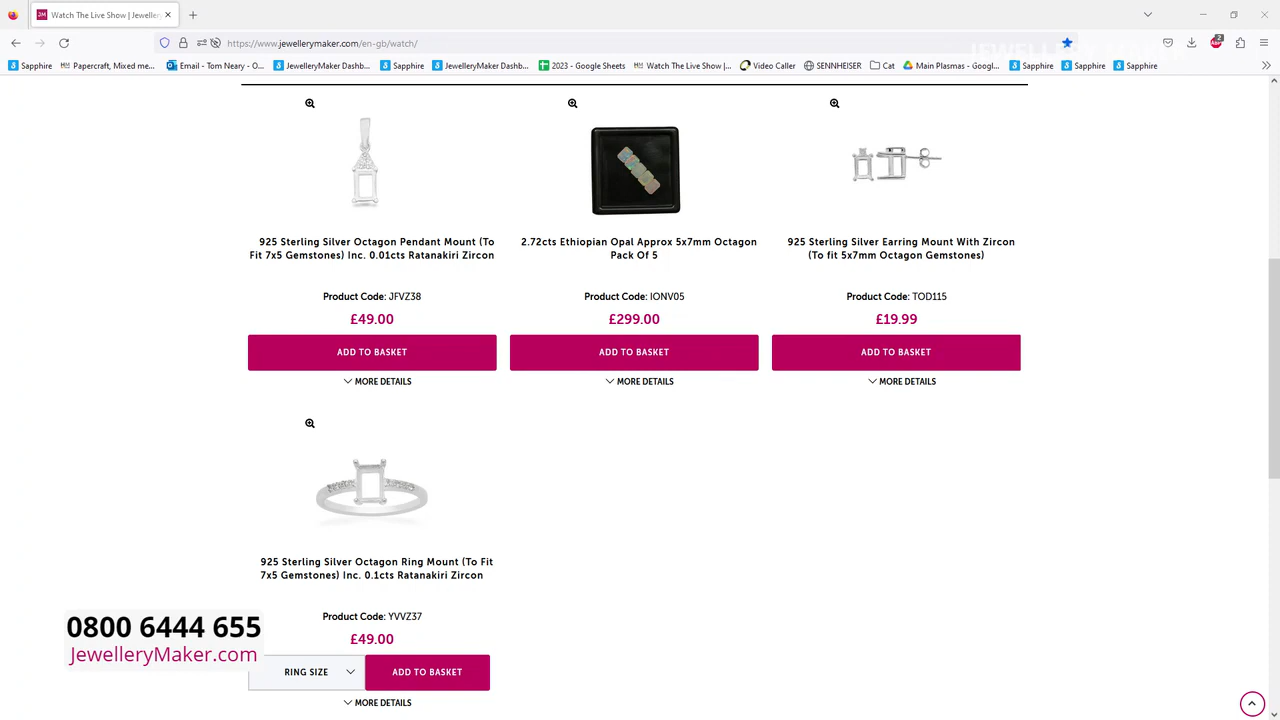 Watch The Live Show | Jeweller
https://www.jewellerymaker.com/en-gb/watch/
JEWELLERY MAKER
Sapphire
Papercraft, Mixed me...
Email - Tom Neary - O...
JewelleryMaker Dashb...
Sapphire
JewelleryMaker Dashb...
2023 - Google Sheets
Watch The Live Show |...
Video Caller
SENNHEISER
Cat
Main Plasmas - Googl...
Sapphire
Sapphire
Sapphire
925 Sterling Silver Octagon Pendant Mount (To
Fit 7x5 Gemstones) Inc. 0.01cts Ratanakiri Zircon
Product Code: JFVZ38
£49.00
ADD TO BASKET
MORE DETAILS
2.72cts Ethiopian Opal Approx 5x7mm Octagon
Pack Of 5
Product Code: IONV05
£299.00
ADD TO BASKET
MORE DETAILS
925 Sterling Silver Earring Mount With Zircon
(To fit 5x7mm Octagon Gemstones)
Product Code: TOD115
£19.99
ADD TO BASKET
MORE DETAILS
925 Sterling Silver Octagon Ring Mount (To Fit
7x5 Gemstones) Inc. 0.1cts Ratanakiri Zircon
Product Code: YVVZ37
£49.00
RING SIZE
ADD TO BASKET
MORE DETAILS
0800 6444 655
JewelleryMaker.com